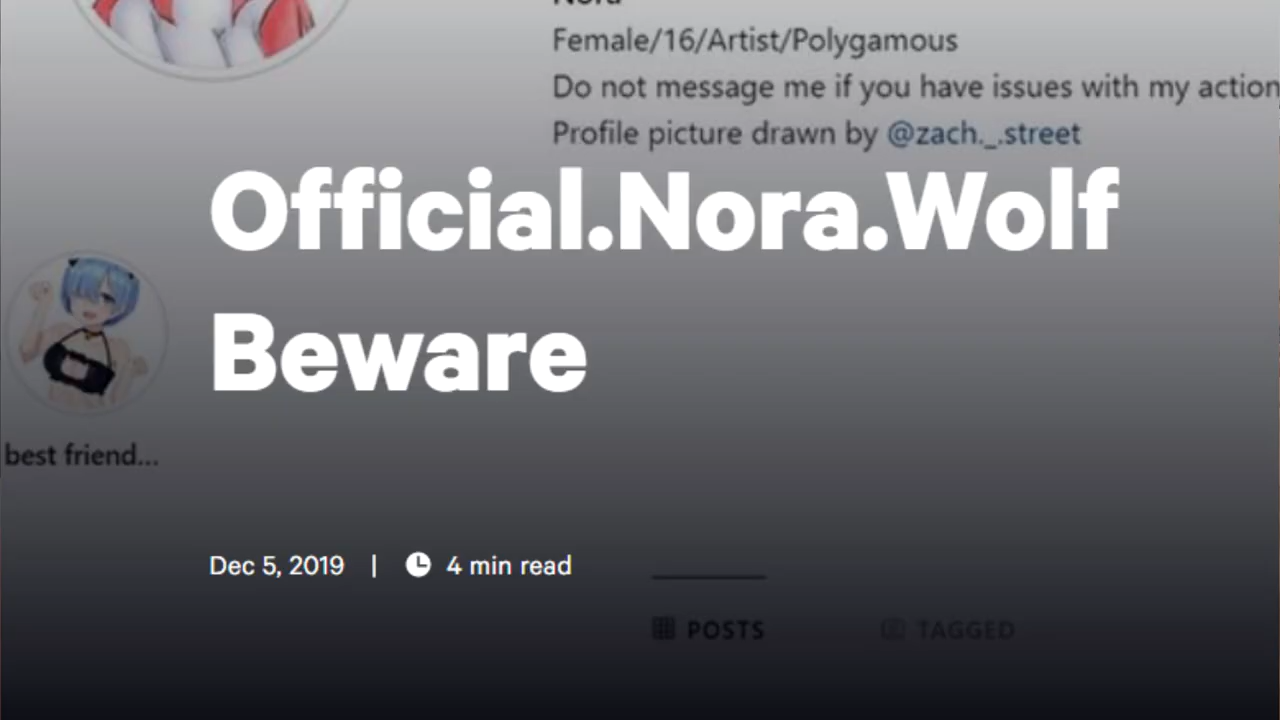 Nora
Female/16/Artist/Polygamous
Do not message me if you have issues with my action
Profile picture drawn by @zach._.street
Official.Nora.Wolf
Beware
best friend...
Dec 5, 2019 | 4 min read
POSTS TAGGED